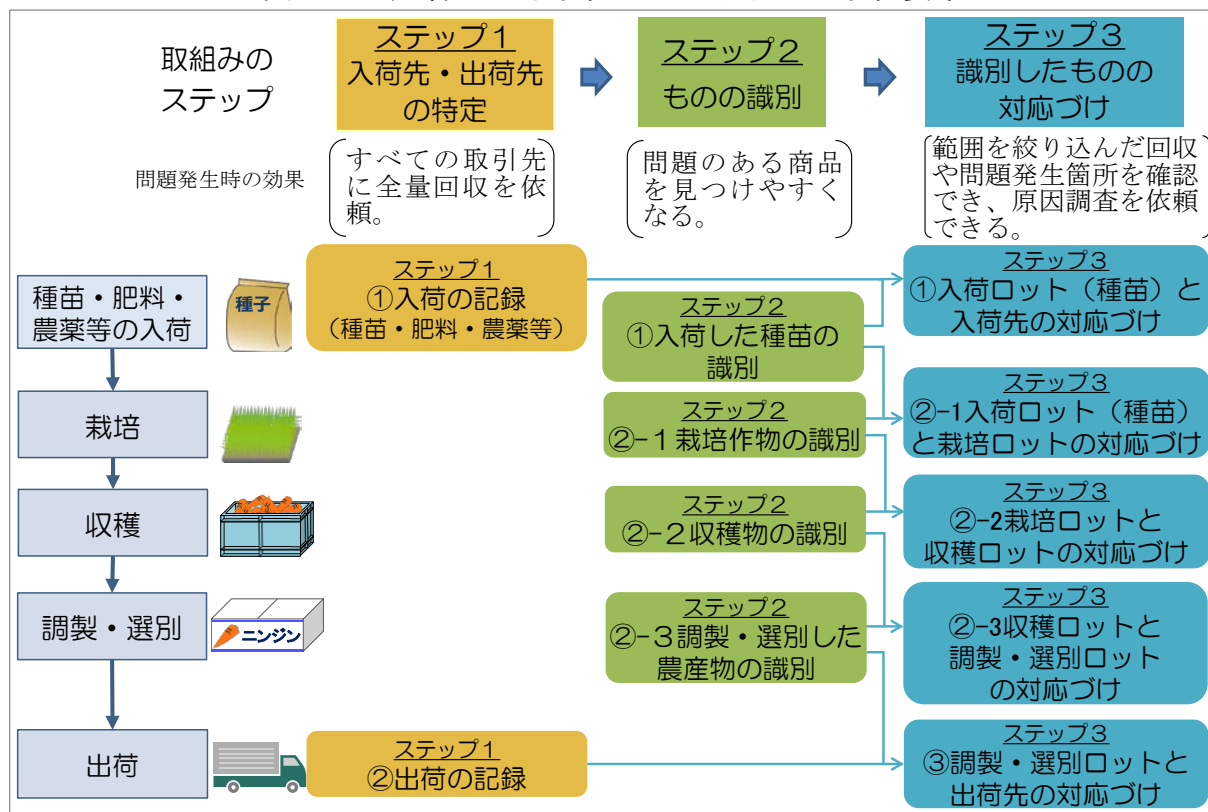 取組みの
ステップ
ステップ１
入荷先・出荷先
の特定
ステップ２
ものの識別
ステップ３
識別したものの
対応づけ
問題発生時の効果
すべての取引先
に全量回収を依
頼。
問題のある商品
を見つけやすく
なる。
範囲を絞り込んだ回収
や問題発生箇所を確認
でき、原因調査を依頼
できる。
種苗・肥料・
農薬等の入荷
種子
ステップ１
①入荷の記録
（種苗・肥料・農薬等）
ステップ２
①入荷した種苗の
識別
ステップ３
①入荷ロット（種苗）と
入荷先の対応づけ
栽培
ステップ２
②-１栽培作物の識別
ステップ３
②-1入荷ロット（種苗）
と栽培ロットの対応づけ
収穫
ステップ２
②-２収穫物の識別
ステップ３
②-2栽培ロットと
収穫ロットの対応づけ
調製・選別
ニンジン
ステップ２
②-３調製・選別した
農産物の識別
ステップ３
②-3収穫ロットと
調製・選別ロット
の対応づけ
出荷
ステップ１
②出荷の記録
ステップ３
③調製・選別ロットと
出荷先の対応づけ